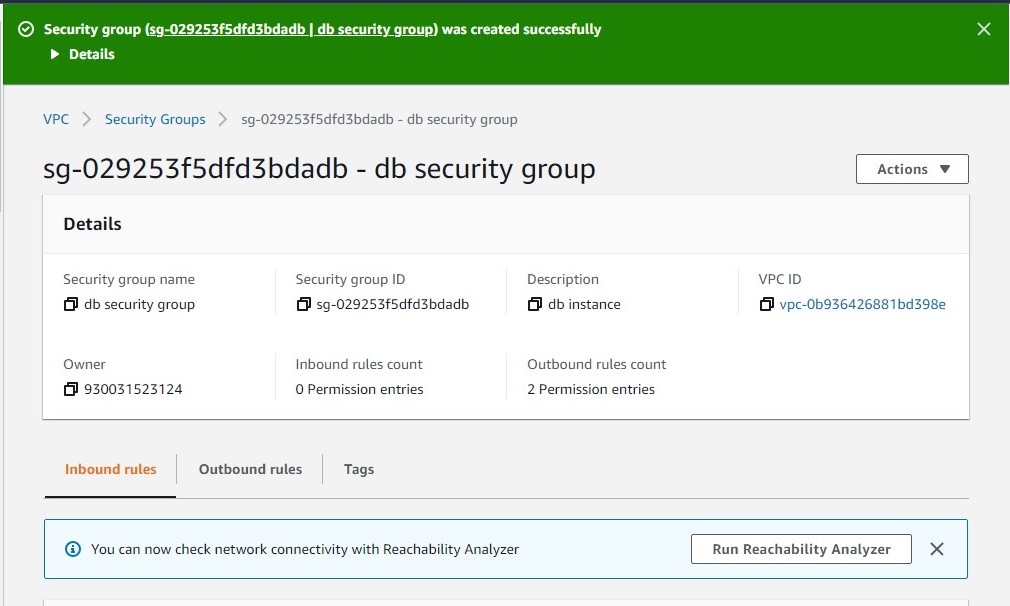 Security group (sg-029253f5dfd3bdadb | db security group) was created successfully
Details
VPC > Security Groups > sg-029253f5dfd3bdadb - db security group
sg-029253f5dfd3bdadb - db security group
Actions
Details
Security group name
Security group ID
Description
VPC ID
db security group
sg-029253f5dfd3bdadb
db instance
vpc-0b936426881bd398e
Owner
Inbound rules count
Outbound rules count
930031523124
0 Permission entries
2 Permission entries
Inbound rules
Outbound rules
Tags
You can now check network connectivity with Reachability Analyzer
Run Reachability Analyzer